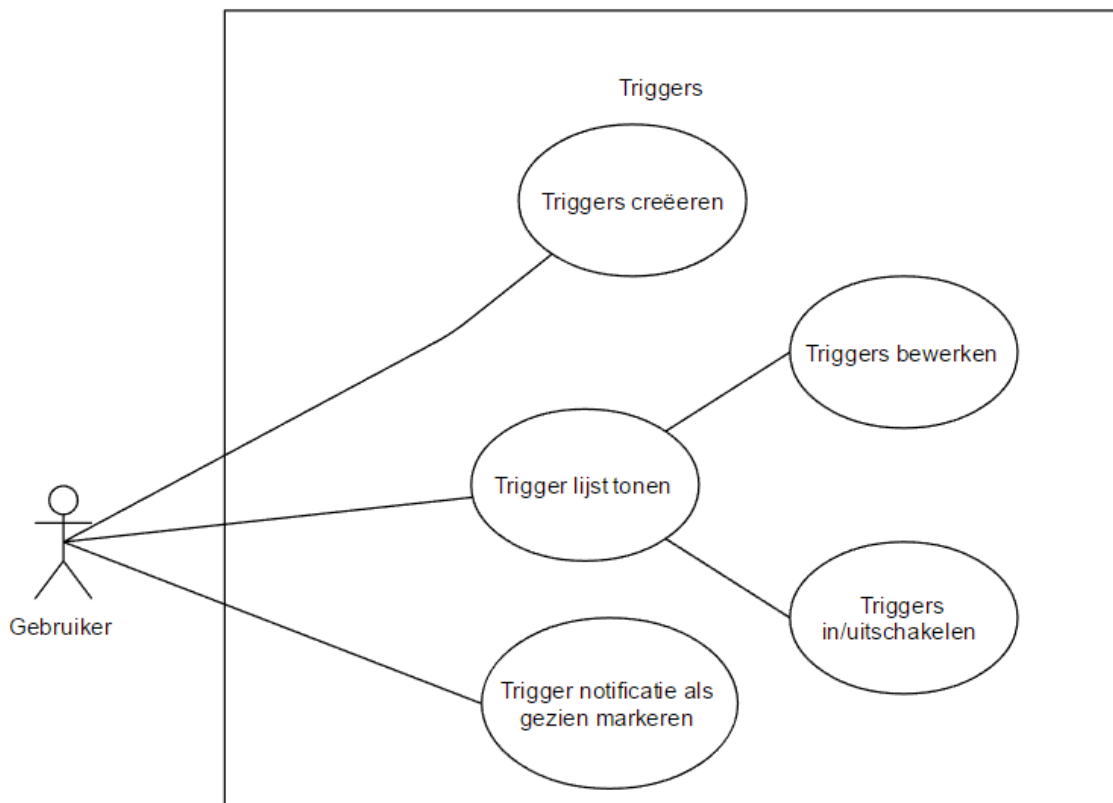 Triggers
Triggers creëeren
Triggers bewerken
Trigger lijst tonen
Triggers
in/uitschakelen
Gebruiker
Trigger notificatie als
gezien markeren